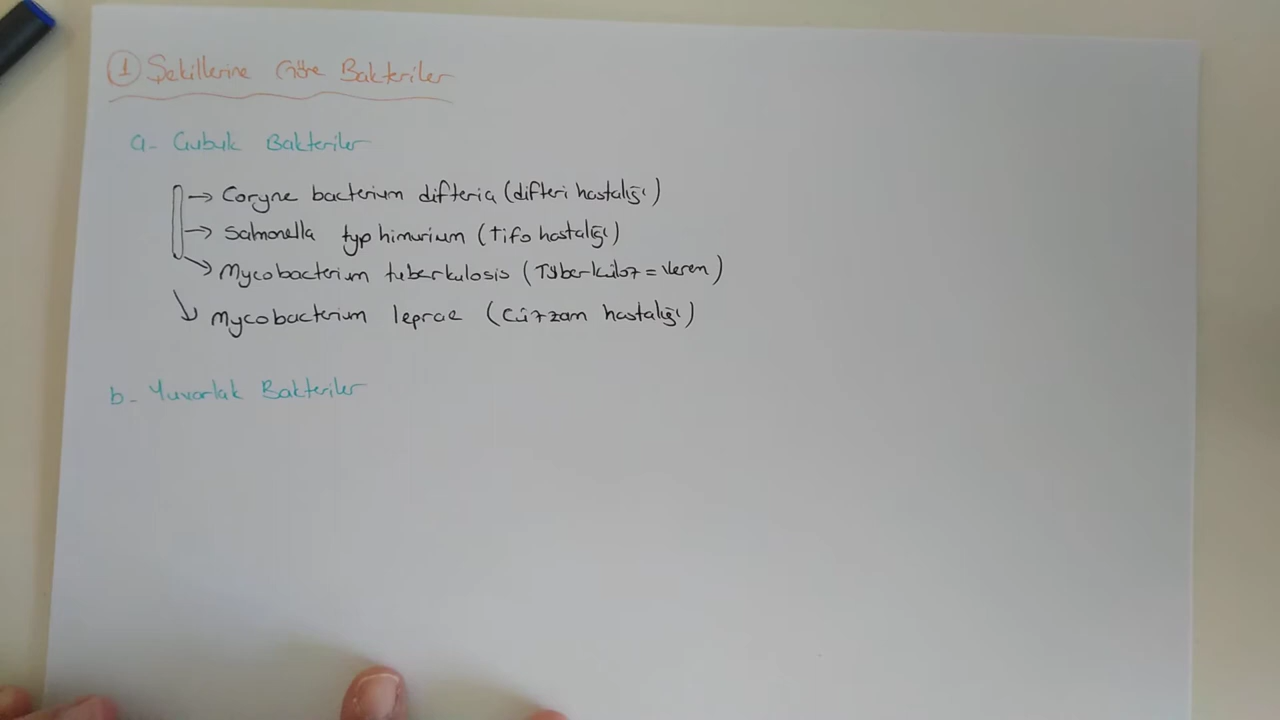 1 Şekillerine Göre Bakteriler
a- Çubuk Bakteriler
→ Coryne bacterium difteria (difteri hastalığı)
→ Salmonella typhimurium (Tifo hastalığı)
→ Mycobacterium tuberkulosis (Tüberküloz = Verem)
→ Mycobacterium leprae (Cüzzam hastalığı)
b- Yuvarlak Bakteriler